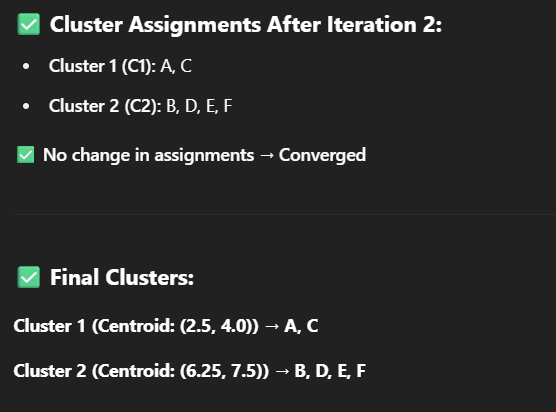 ✅ Cluster Assignments After Iteration 2:
• Cluster 1 (C1): A, C
• Cluster 2 (C2): B, D, E, F
✅ No change in assignments → Converged
✅ Final Clusters:
Cluster 1 (Centroid: (2.5, 4.0)) → A, C
Cluster 2 (Centroid: (6.25, 7.5)) → B, D, E, F